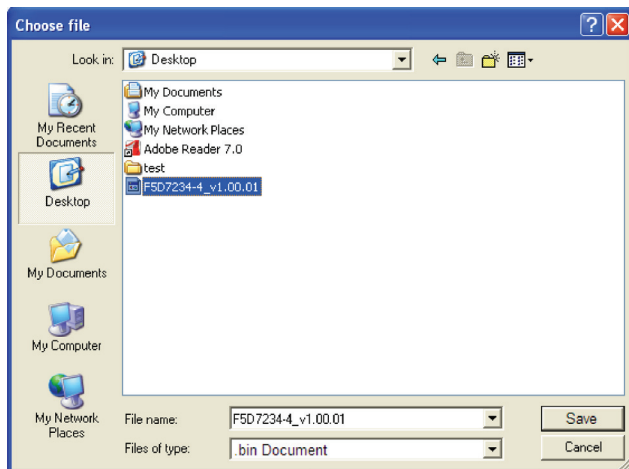 Choose file
Look in:
Desktop
My Recent
Documents
Desktop
My Documents
My Computer
My Network
Places
My Documents
My Computer
My Network Places
Adobe Reader 7.0
test
F5D7234-4_v1.00.01
File name:
F5D7234-4_v1.00.01
Save
Files of type:
.bin Document
Cancel